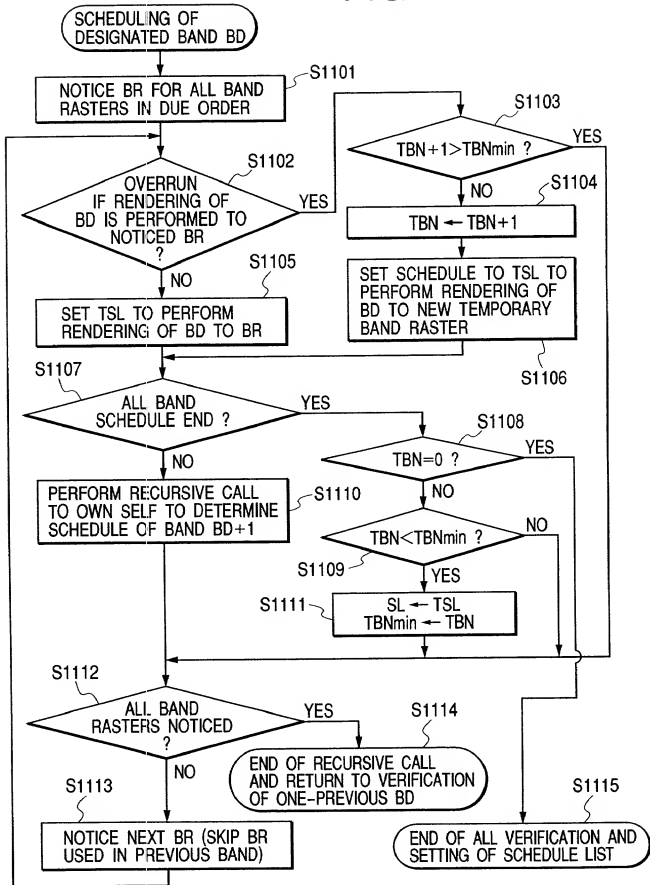 SCHEDULING OF
DESIGNATED BAND BD
S1101
NOTICE BR FOR ALL BAND
RASTERS IN DUE ORDER
S1102
OVERRUN
IF RENDERING OF
BD IS PERFORMED TO
NOTICED BR
?
YES
NO
S1103
TBN+1>TBNmin ?
YES
NO
S1104
TBN ← TBN+1
S1105
SET TSL TO PERFORM
RENDERING OF BD TO BR
SET SCHEDULE TO TSL TO
PERFORM RENDERING OF
BD TO NEW TEMPORARY
BAND RASTER
S1106
S1107
ALL BAND
SCHEDULE END ?
YES
NO
S1108
TBN=0 ?
YES
NO
PERFORM RECURSIVE CALL
TO OWN SELF TO DETERMINE
SCHEDULE OF BAND BD+1
S1110
TBN<TBNmin ?
NO
S1109
YES
S1111
SL ← TSL
TBNmin ← TBN
S1112
ALL BAND
RASTERS NOTICED
?
YES
NO
S1114
END OF RECURSIVE CALL
AND RETURN TO VERIFICATION
OF ONE-PREVIOUS BD
S1113
NOTICE NEXT BR (SKIP BR
USED IN PREVIOUS BAND)
S1115
END OF ALL VERIFICATION AND
SETTING OF SCHEDULE LIST